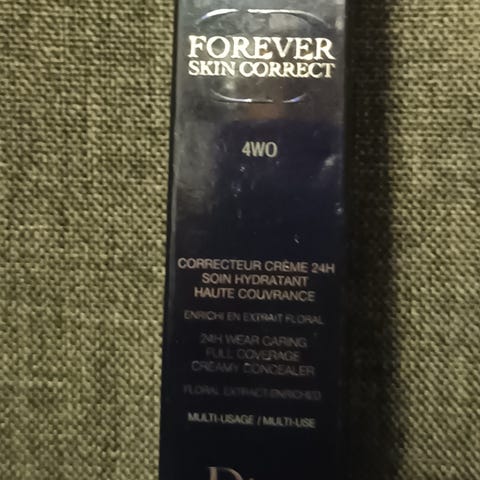 FOREVER
SKIN CORRECT
4WO
CORRECTEUR CRÈME 24H
SOIN HYDRATANT
HAUTE COUVRANCE
ENRICHI EN EXTRAIT FLORAL
24H WEAR CARING
FULL COVERAGE
CREAMY CONCEALER
FLORAL EXTRACT-ENRICHED
MULTI-USAGE / MULTI-USE